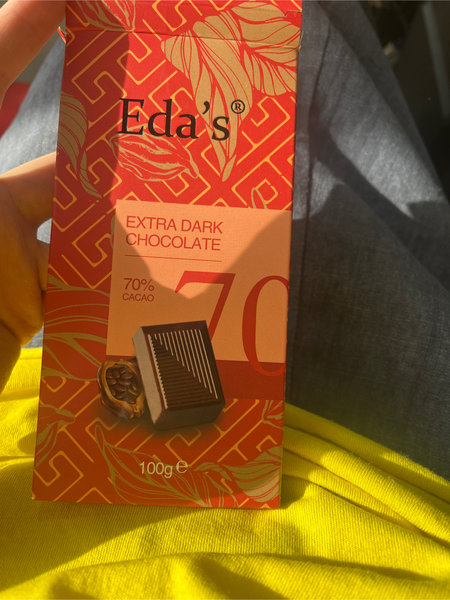 Eda's®
EXTRA DARK
CHOCOLATE
70%
CACAO
70
100g ℮